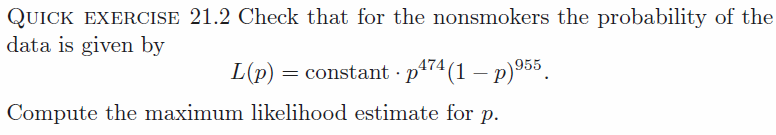 QUICK EXERCISE 21.2 Check that for the nonsmokers the probability of the
data is given by
L(p) = constant · p^474 (1 − p)^955.
Compute the maximum likelihood estimate for p.